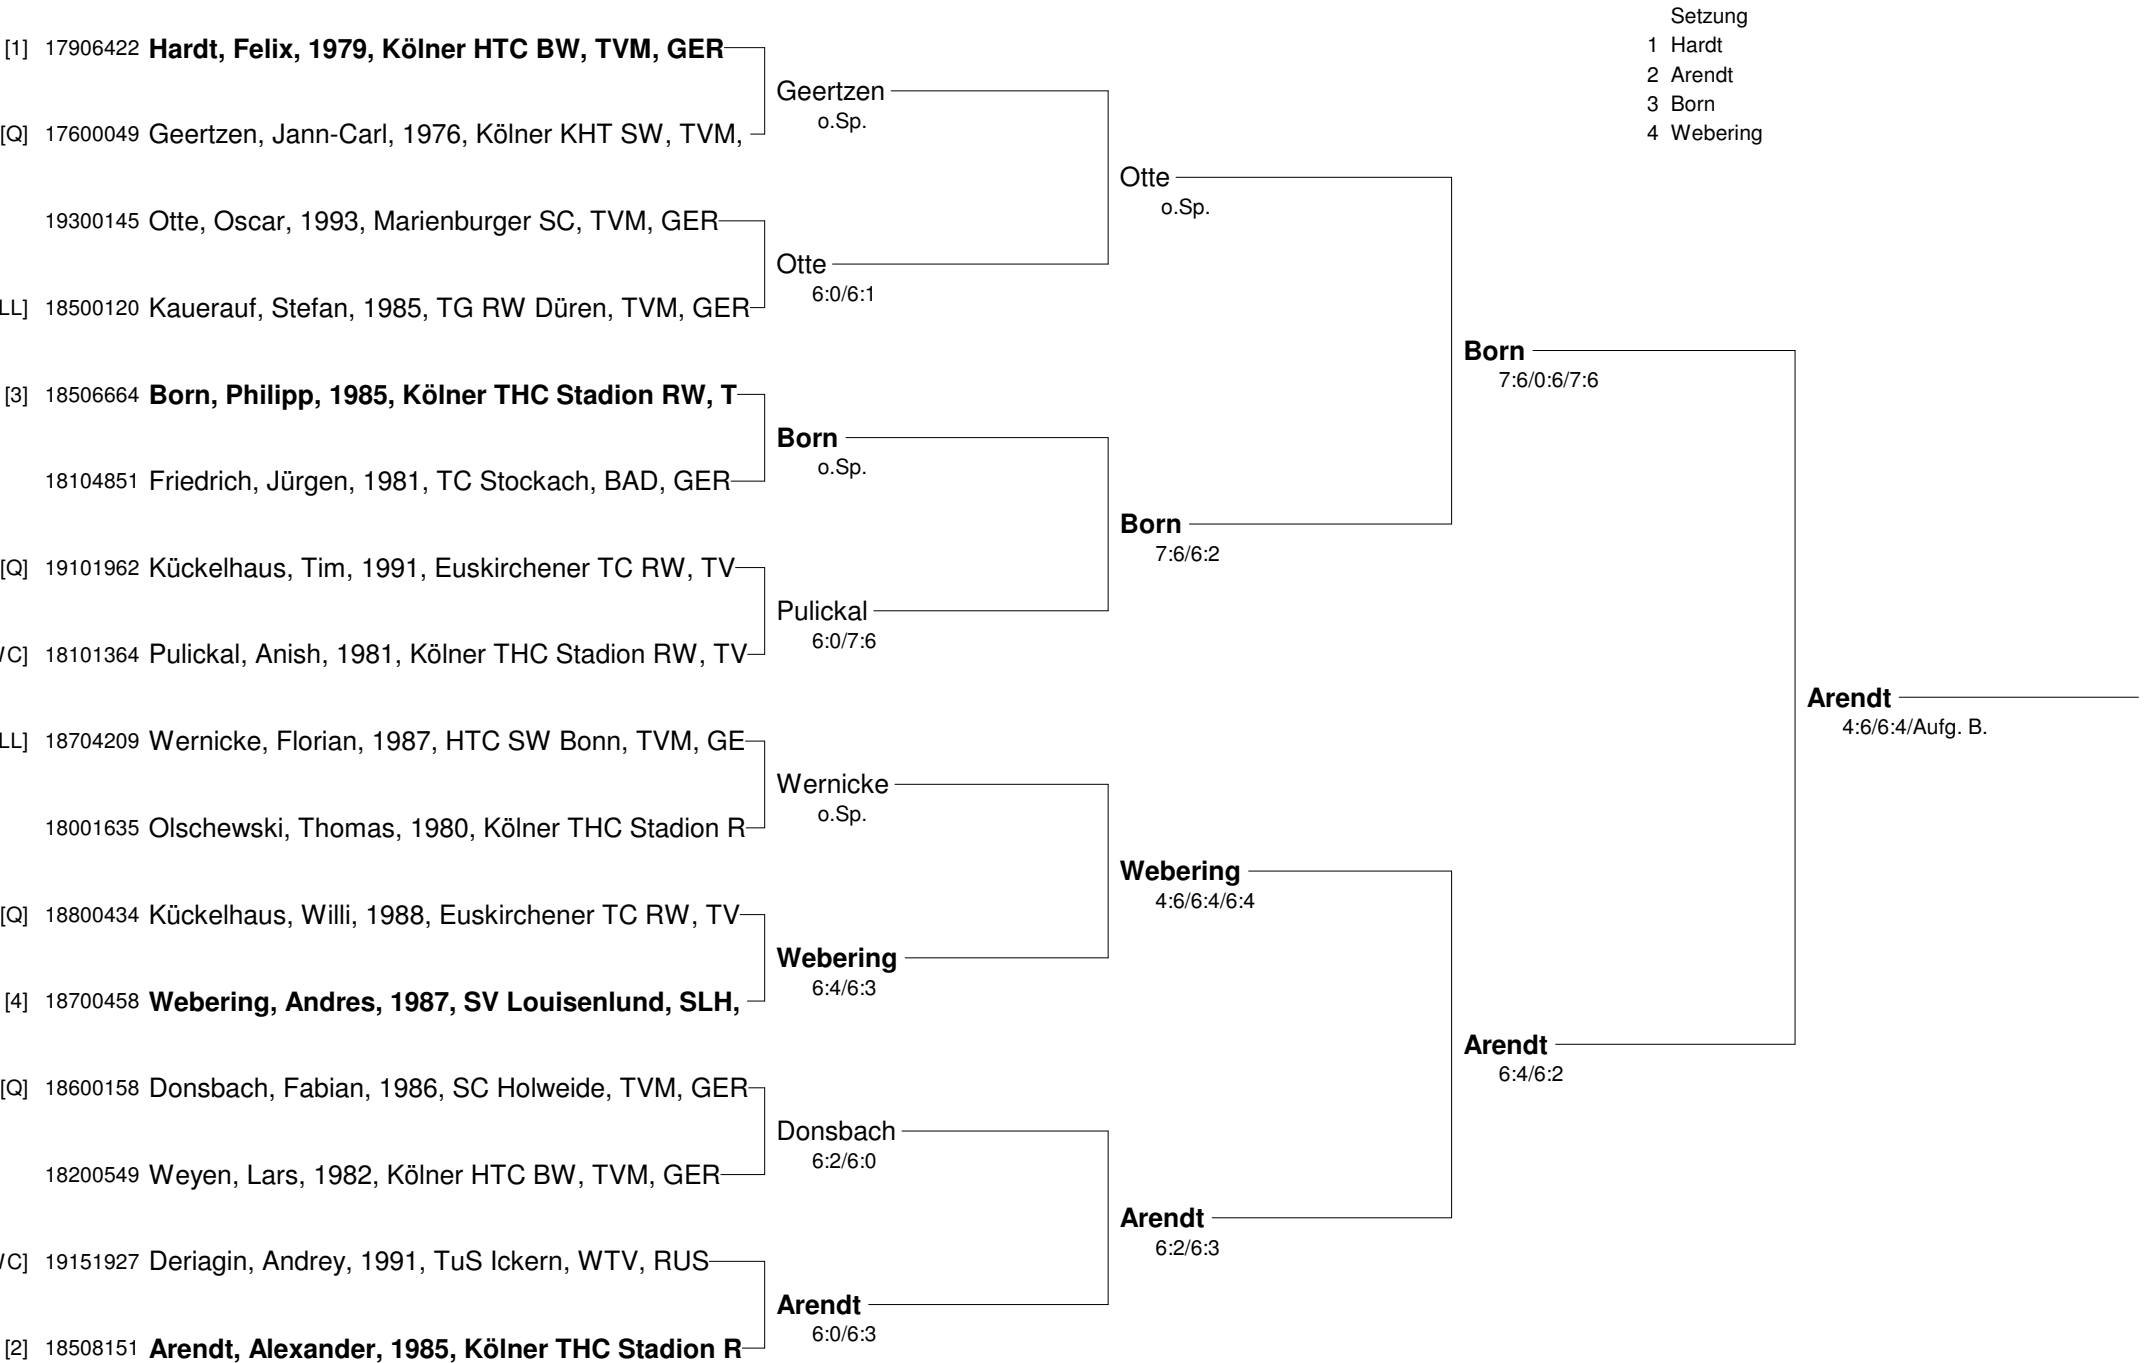 Setzung
1 Hardt
2 Arendt
3 Born
4 Webering
[1] 17906422 Hardt, Felix, 1979, Kölner HTC BW, TVM, GER
Geertzen
o.Sp.
[Q] 17600049 Geertzen, Jann-Carl, 1976, Kölner KHT SW, TVM,
Otte
o.Sp.
19300145 Otte, Oscar, 1993, Marienburger SC, TVM, GER
Otte
6:0/6:1
LL] 18500120 Kauerauf, Stefan, 1985, TG RW Düren, TVM, GER
Born
7:6/0:6/7:6
[3] 18506664 Born, Philipp, 1985, Kölner THC Stadion RW, T
Born
o.Sp.
18104851 Friedrich, Jürgen, 1981, TC Stockach, BAD, GER
Born
7:6/6:2
[Q] 19101962 Kückelhaus, Tim, 1991, Euskirchener TC RW, TV
Pulickal
6:0/7:6
VC] 18101364 Pulickal, Anish, 1981, Kölner THC Stadion RW, TV
Arendt
4:6/6:4/Aufg. B.
LL] 18704209 Wernicke, Florian, 1987, HTC SW Bonn, TVM, GE
Wernicke
o.Sp.
18001635 Olschewski, Thomas, 1980, Kölner THC Stadion R
Webering
4:6/6:4/6:4
[Q] 18800434 Kückelhaus, Willi, 1988, Euskirchener TC RW, TV
Webering
6:4/6:3
[4] 18700458 Webering, Andres, 1987, SV Louisenlund, SLH,
Arendt
6:4/6:2
[Q] 18600158 Donsbach, Fabian, 1986, SC Holweide, TVM, GER
Donsbach
6:2/6:0
18200549 Weyen, Lars, 1982, Kölner HTC BW, TVM, GER
Arendt
6:2/6:3
VC] 19151927 Deriagin, Andrey, 1991, TuS Ickern, WTV, RUS
Arendt
6:0/6:3
[2] 18508151 Arendt, Alexander, 1985, Kölner THC Stadion R